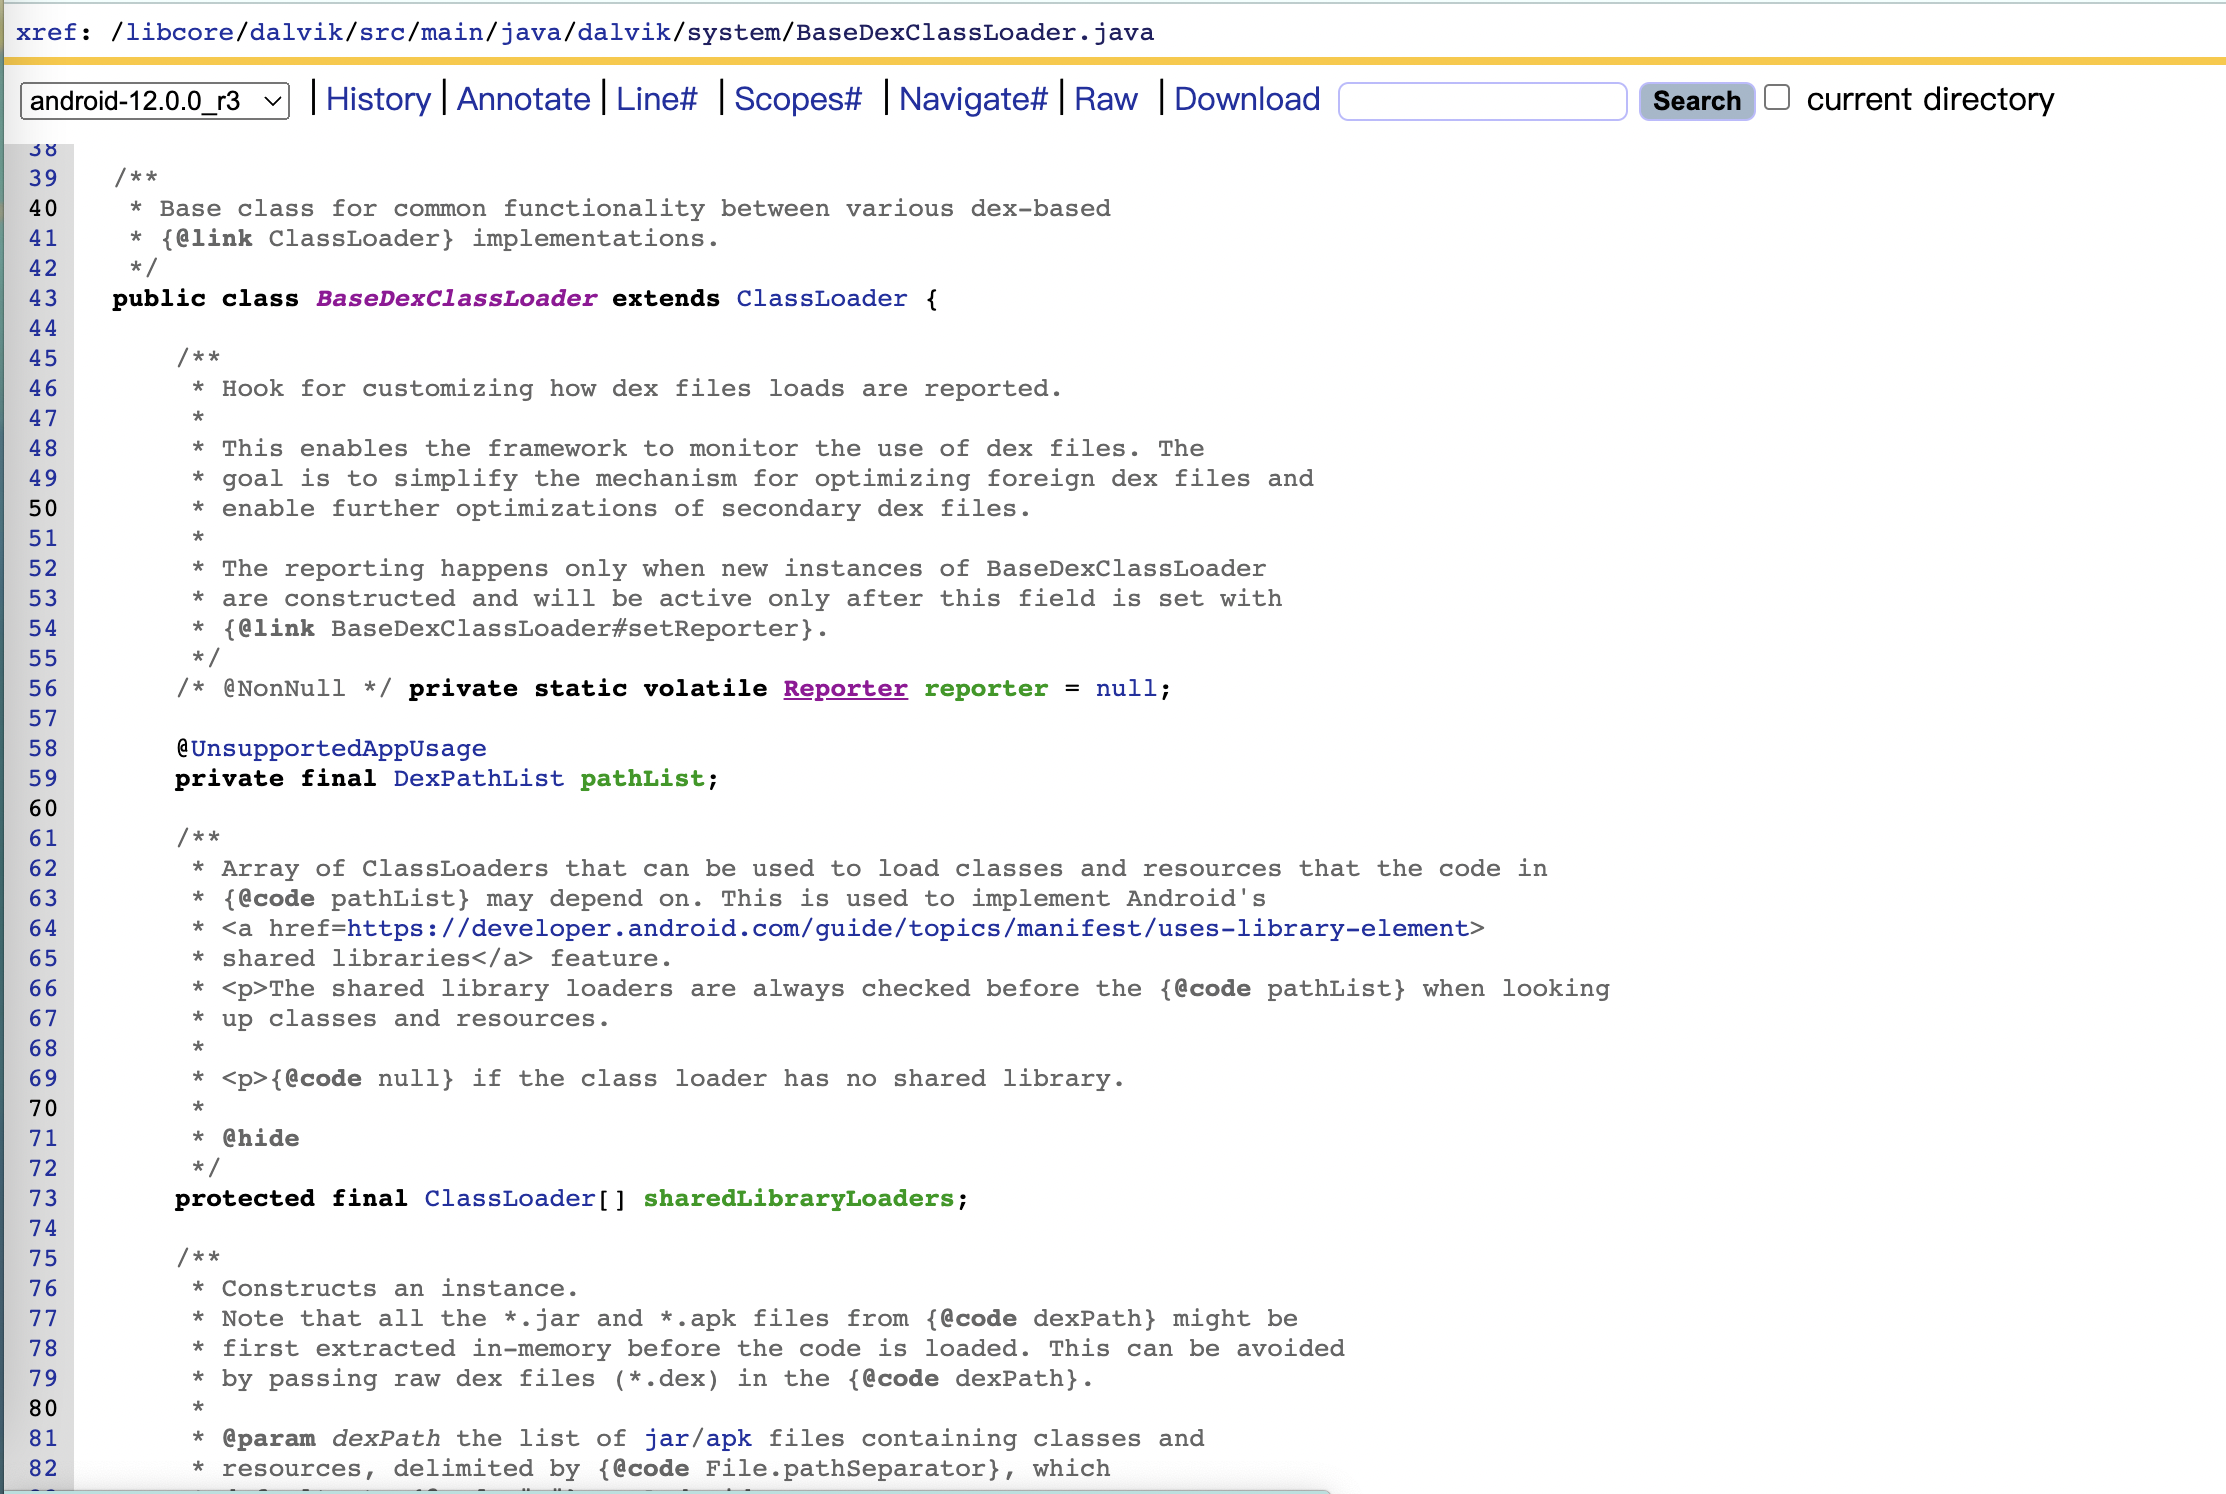 xref: /libcore/dalvik/src/main/java/dalvik/system/BaseDexClassLoader.java
android-12.0.0_r3 | History | Annotate | Line# | Scopes# | Navigate# | Raw | Download Search current directory
38
39 /**
40 * Base class for common functionality between various dex-based
41 * {@link ClassLoader} implementations.
42 */
43 public class BaseDexClassLoader extends ClassLoader {
44
45 /**
46 * Hook for customizing how dex files loads are reported.
47 *
48 * This enables the framework to monitor the use of dex files. The
49 * goal is to simplify the mechanism for optimizing foreign dex files and
50 * enable further optimizations of secondary dex files.
51 *
52 * The reporting happens only when new instances of BaseDexClassLoader
53 * are constructed and will be active only after this field is set with
54 * {@link BaseDexClassLoader#setReporter}.
55 */
56 /* @NonNull */ private static volatile Reporter reporter = null;
57
58 @UnsupportedAppUsage
59 private final DexPathList pathList;
60
61 /**
62 * Array of ClassLoaders that can be used to load classes and resources that the code in
63 * {@code pathList} may depend on. This is used to implement Android's
64 * <a href=https://developer.android.com/guide/topics/manifest/uses-library-element>
65 * shared libraries</a> feature.
66 * <p>The shared library loaders are always checked before the {@code pathList} when looking
67 * up classes and resources.
68 *
69 * <p>{@code null} if the class loader has no shared library.
70 *
71 * @hide
72 */
73 protected final ClassLoader[] sharedLibraryLoaders;
74
75 /**
76 * Constructs an instance.
77 * Note that all the *.jar and *.apk files from {@code dexPath} might be
78 * first extracted in-memory before the code is loaded. This can be avoided
79 * by passing raw dex files (*.dex) in the {@code dexPath}.
80 *
81 * @param dexPath the list of jar/apk files containing classes and
82 * resources, delimited by {@code File.pathSeparator}, which